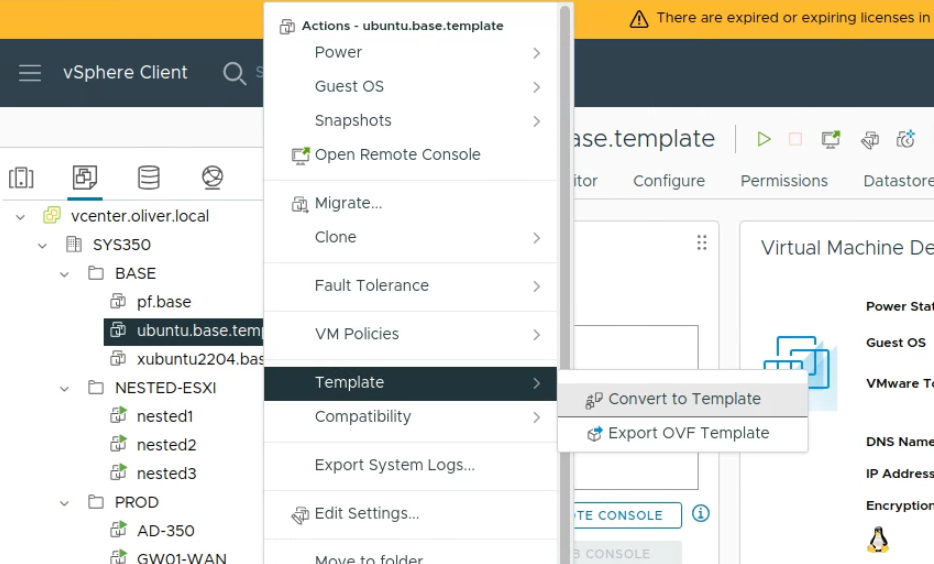 There are expired or expiring licenses in
vSphere Client
Actions - ubuntu.base.template
Power
Guest OS
Snapshots
Open Remote Console
Migrate...
Clone
Fault Tolerance
VM Policies
Template
Compatibility
Export System Logs...
Edit Settings...
Move to folder
Convert to Template
Export OVF Template
vcenter.oliver.local
SYS350
BASE
pf.base
ubuntu.base.temp
xubuntu2204.bas
NESTED-ESXI
nested1
nested2
nested3
PROD
AD-350
GW01-WAN
ase.template
itor
Configure
Permissions
Datastore
Virtual Machine De
Power Stat
Guest OS
VMware To
DNS Name
IP Address
Encryption
TE CONSOLE
B CONSOLE